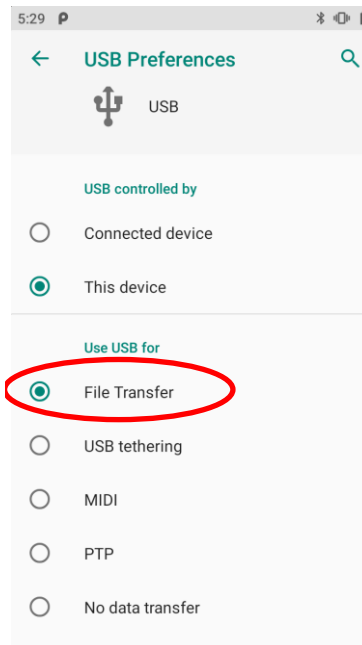 5:29
USB Preferences
USB
USB controlled by
Connected device
This device
Use USB for
File Transfer
USB tethering
MIDI
PTP
No data transfer